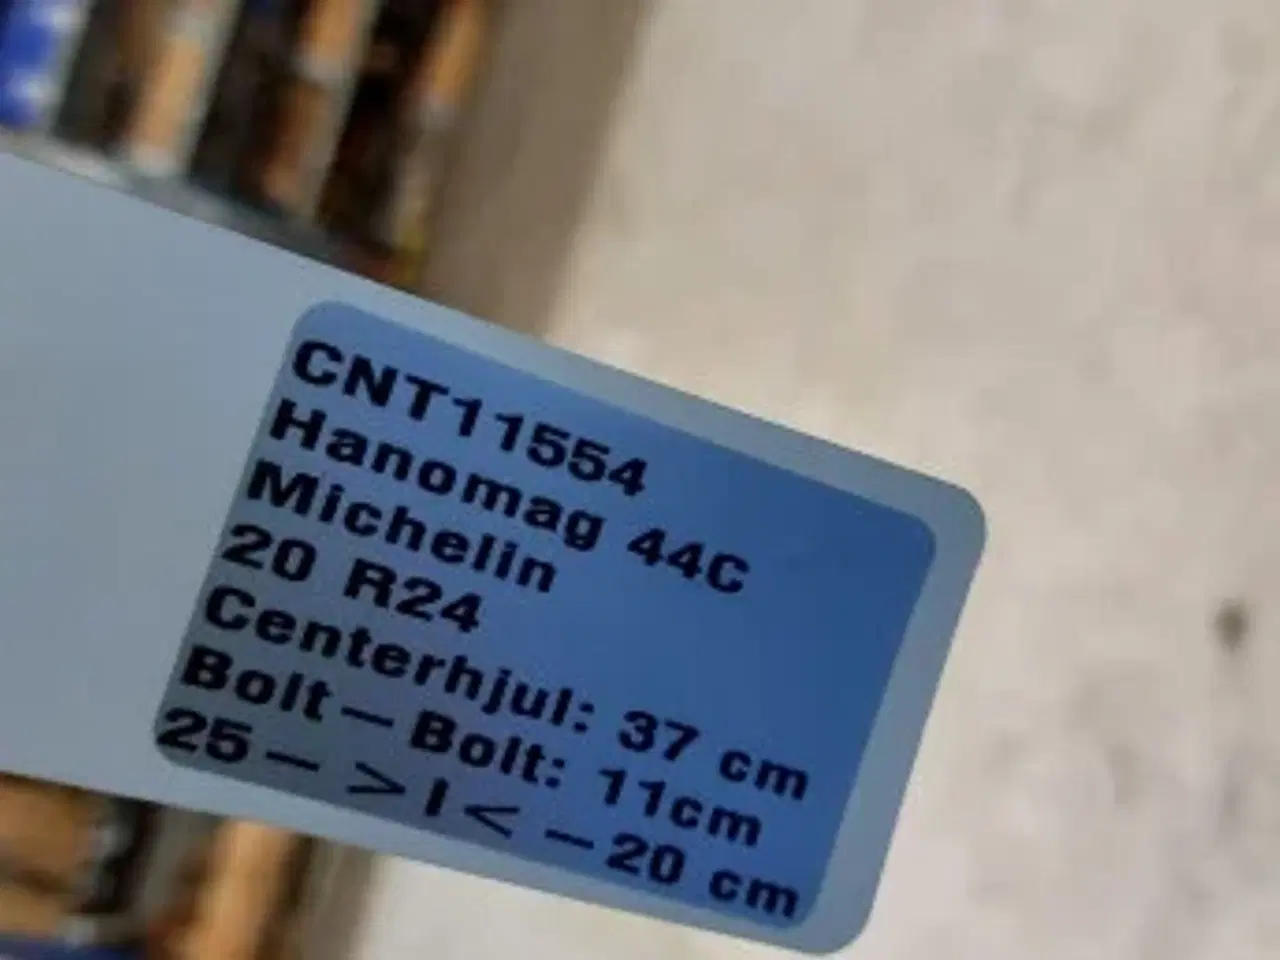 CNT11554
Hanomag 44C
Michelin
20 R24
Centerhjul: 37 cm
Bolt – Bolt: 11cm
25 – > I < – 20 cm